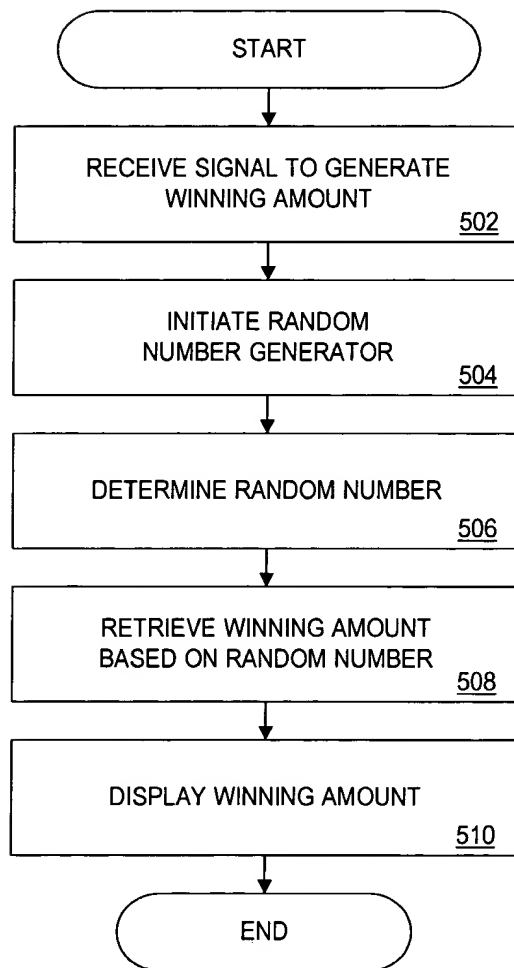 START
RECEIVE SIGNAL TO GENERATE
WINNING AMOUNT
502
INITIATE RANDOM
NUMBER GENERATOR
504
DETERMINE RANDOM NUMBER
506
RETRIEVE WINNING AMOUNT
BASED ON RANDOM NUMBER
508
DISPLAY WINNING AMOUNT
510
END